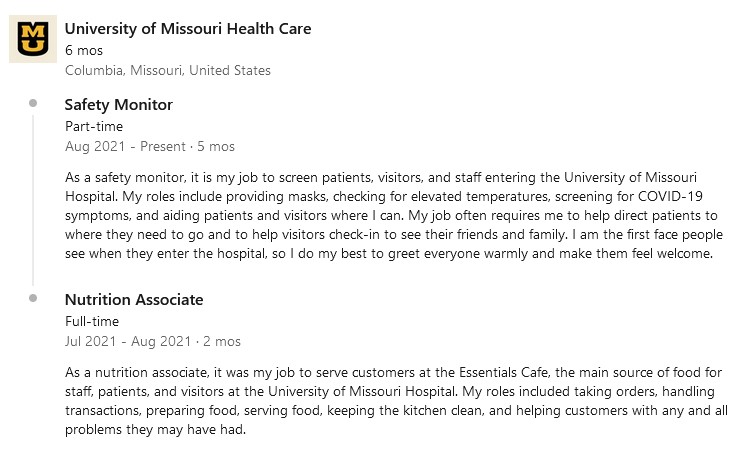 MU
University of Missouri Health Care
6 mos
Columbia, Missouri, United States
Safety Monitor
Part-time
Aug 2021 - Present · 5 mos
As a safety monitor, it is my job to screen patients, visitors, and staff entering the University of Missouri
Hospital. My roles include providing masks, checking for elevated temperatures, screening for COVID-19
symptoms, and aiding patients and visitors where I can. My job often requires me to help direct patients to
where they need to go and to help visitors check-in to see their friends and family. I am the first face people
see when they enter the hospital, so I do my best to greet everyone warmly and make them feel welcome.
Nutrition Associate
Full-time
Jul 2021 - Aug 2021 · 2 mos
As a nutrition associate, it was my job to serve customers at the Essentials Cafe, the main source of food for
staff, patients, and visitors at the University of Missouri Hospital. My roles included taking orders, handling
transactions, preparing food, serving food, keeping the kitchen clean, and helping customers with any and all
problems they may have had.